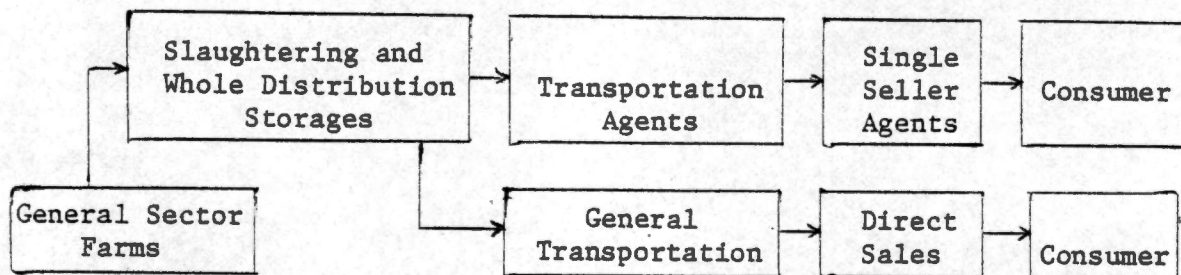 Slaughtering and
Whole Distribution
Storages
Transportation
Agents
Single
Seller
Agents
Consumer
General Sector
Farms
General
Transportation
Direct
Sales
Consumer